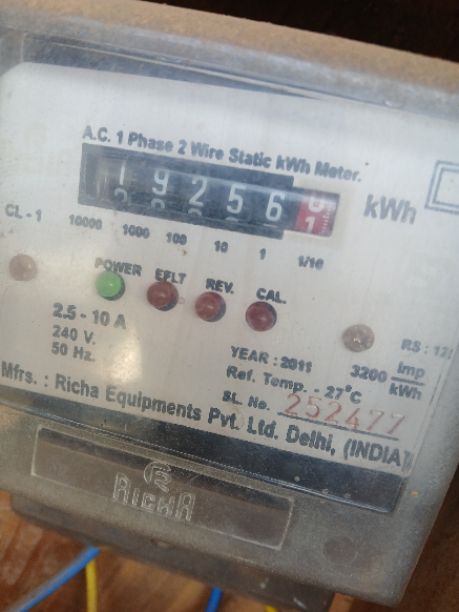 A.C. 1 Phase 2 Wire Static kWh Meter.
19256 kWh
CL - 1 10000 1000 100 10 1 1/10
POWER EFLT REV. CAL.
2.5 - 10 A
240 V.
50 Hz.
YEAR : 2011
Ref. Temp. - 27°C
SL. No. 252477
3200 imp/kWh
Mfrs. : Richa Equipments Pvt. Ltd. Delhi, (INDIA)
RICHA